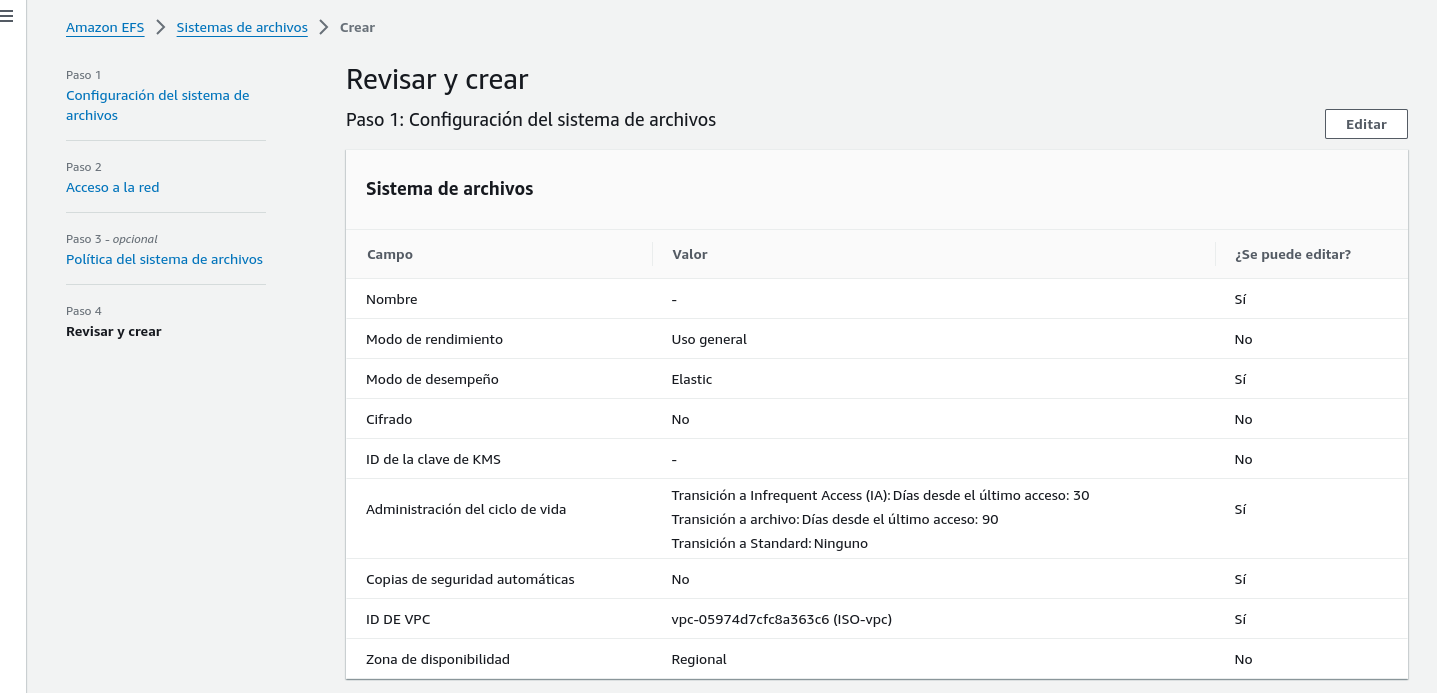 Amazon EFS > Sistemas de archivos > Crear
Paso 1
Configuración del sistema de
archivos
Paso 2
Acceso a la red
Paso 3 - opcional
Política del sistema de archivos
Paso 4
Revisar y crear
Revisar y crear
Paso 1: Configuración del sistema de archivos
Editar
Sistema de archivos
Campo Valor ¿Se puede editar?
Nombre - Sí
Modo de rendimiento Uso general No
Modo de desempeño Elastic Sí
Cifrado No No
ID de la clave de KMS - No
Administración del ciclo de vida Transición a Infrequent Access (IA): Días desde el último acceso: 30 Sí
Transición a archivo: Días desde el último acceso: 90
Transición a Standard: Ninguno
Copias de seguridad automáticas No Sí
ID DE VPC vpc-05974d7cfc8a363c6 (ISO-vpc) Sí
Zona de disponibilidad Regional No